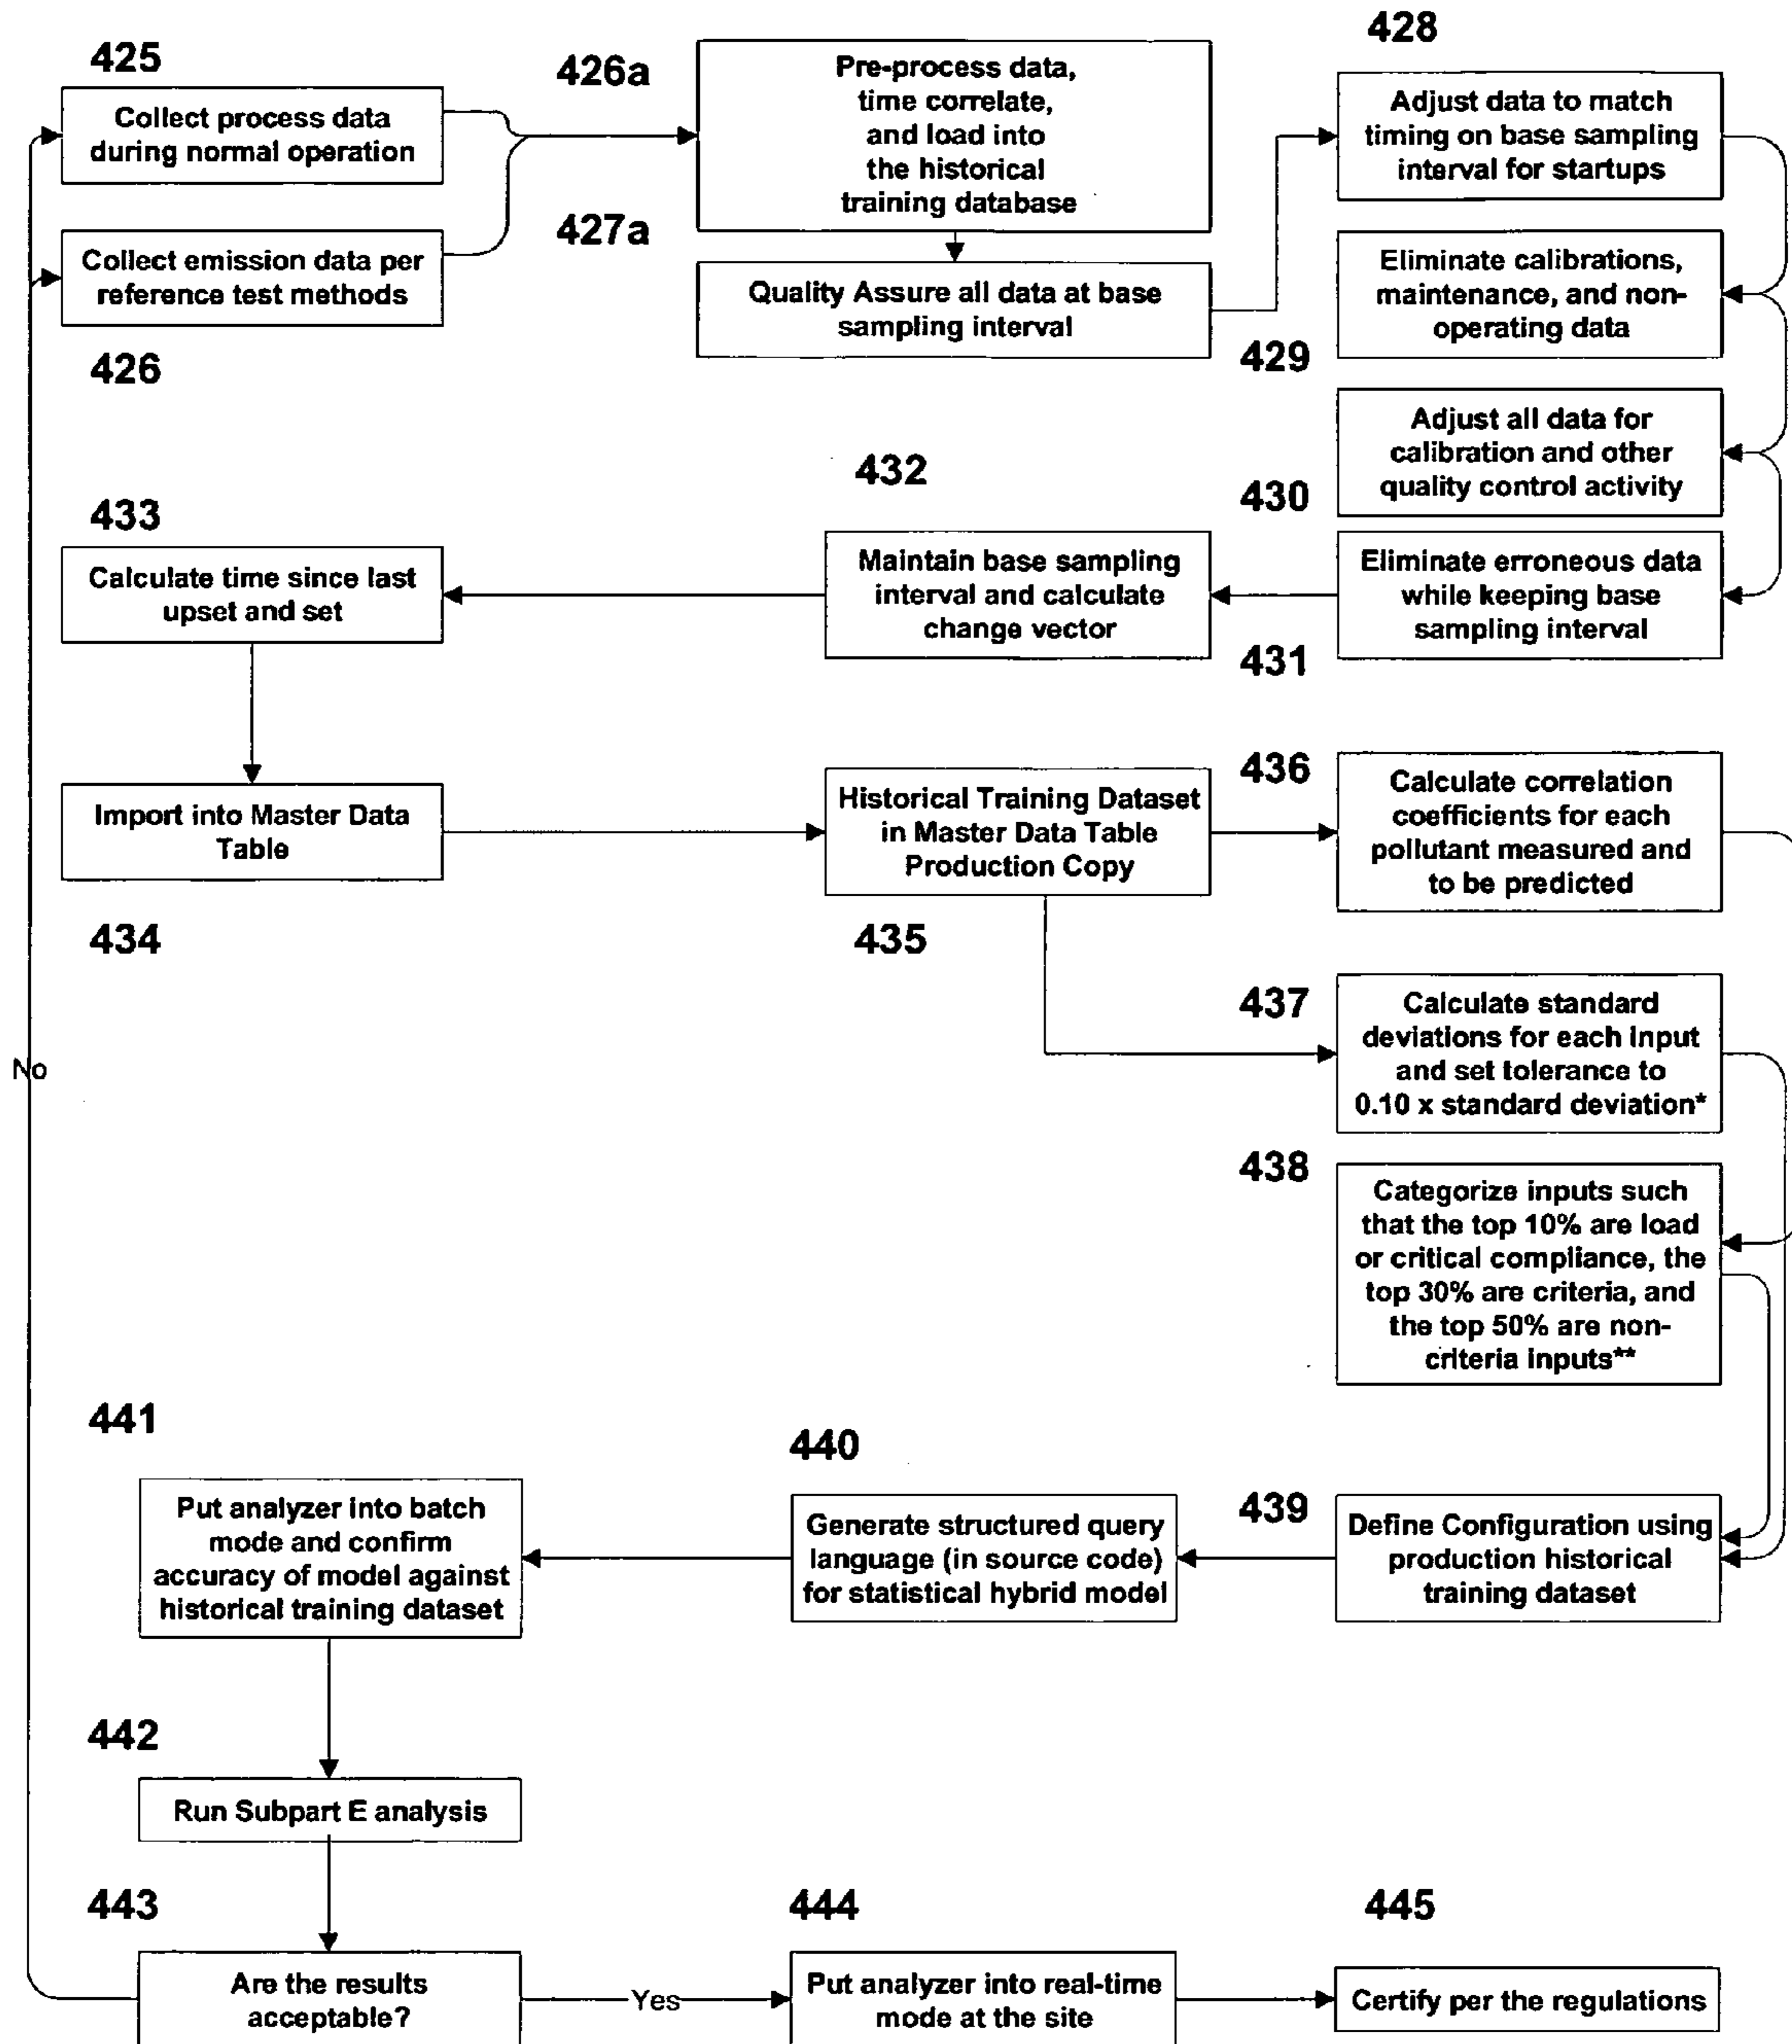 425
Collect process data
during normal operation
Collect emission data per
reference test methods
426
426a
Pre-process data,
time correlate,
and load into
the historical
training database
427a
Quality Assure all data at base
sampling interval
428
Adjust data to match
timing on base sampling
interval for startups
Eliminate calibrations,
maintenance, and non-
operating data
429
Adjust all data for
calibration and other
quality control activity
430
Eliminate erroneous data
while keeping base
sampling interval
431
432
Maintain base sampling
interval and calculate
change vector
433
Calculate time since last
upset and set
Import into Master Data
Table
434
Historical Training Dataset
in Master Data Table
Production Copy
435
436
Calculate correlation
coefficients for each
pollutant measured and
to be predicted
437
Calculate standard
deviations for each input
and set tolerance to
0.10 x standard deviation*
438
Categorize inputs such
that the top 10% are load
or critical compliance, the
top 30% are criteria, and
the top 50% are non-
criteria inputs**
439
Define Configuration using
production historical
training dataset
440
Generate structured query
language (in source code)
for statistical hybrid model
441
Put analyzer into batch
mode and confirm
accuracy of model against
historical training dataset
442
Run Subpart E analysis
443
Are the results
acceptable?
No
Yes
444
Put analyzer into real-time
mode at the site
445
Certify per the regulations